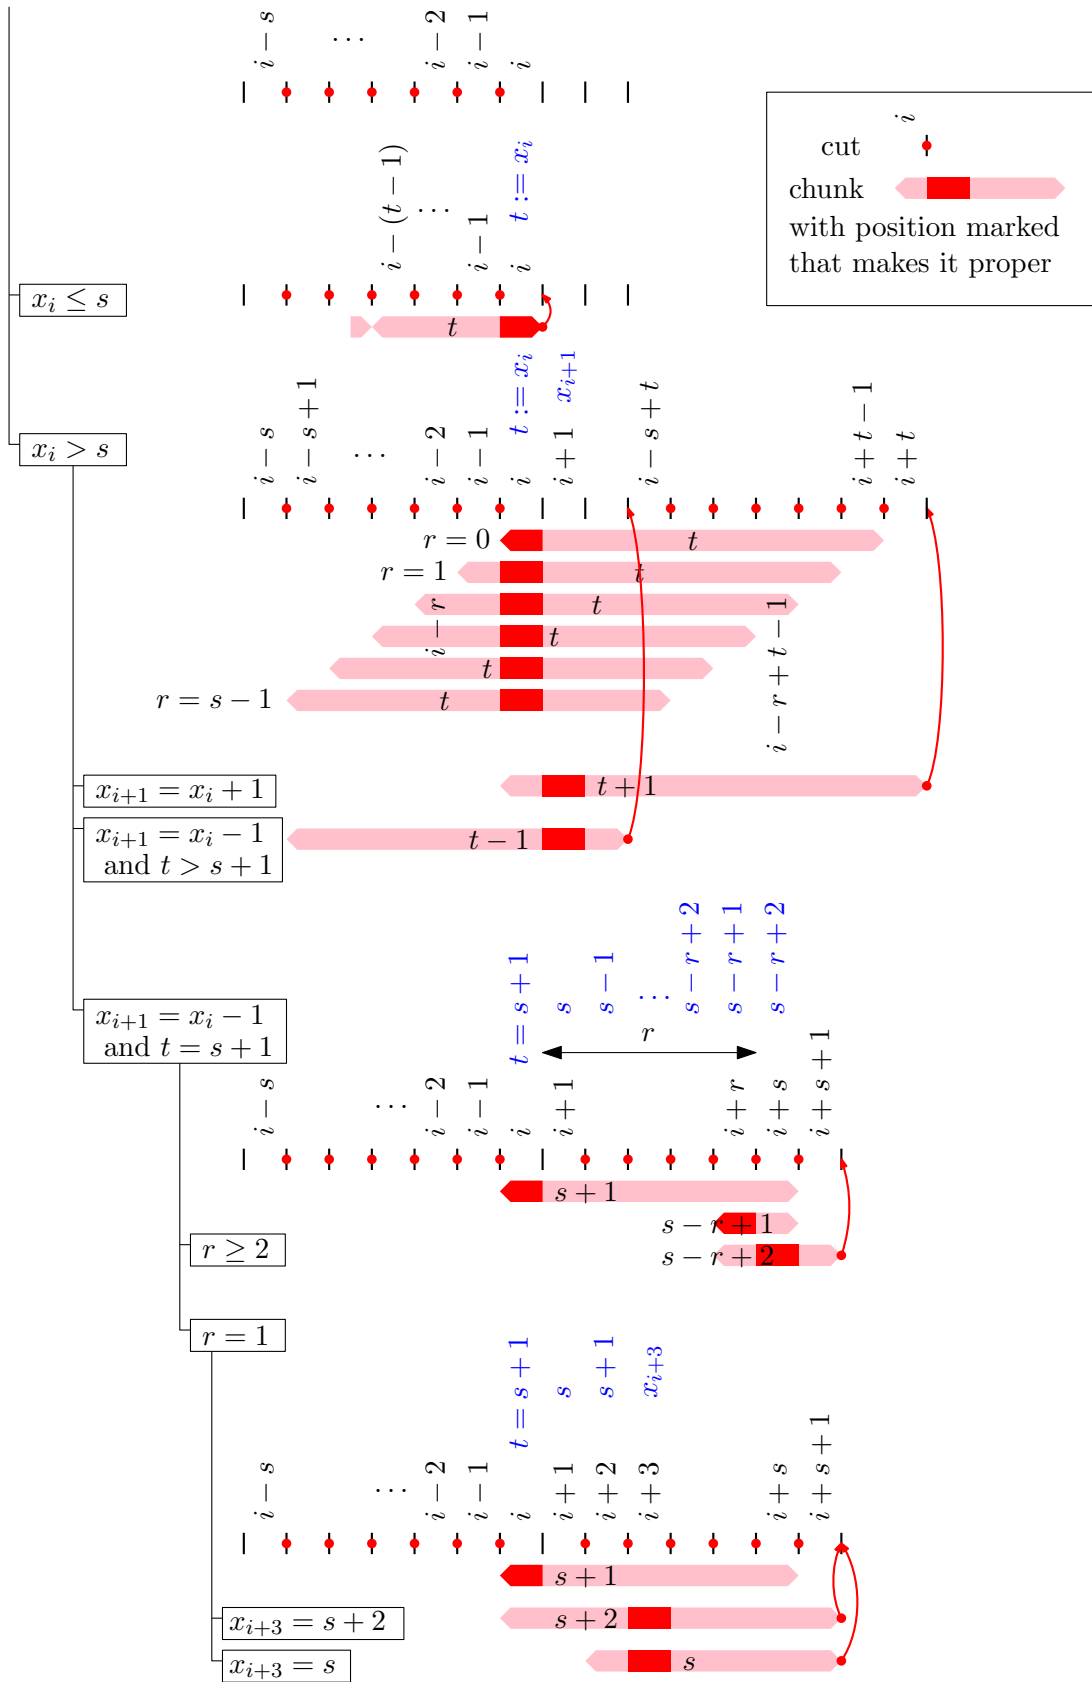 i − s
⋯
i − 2
i − 1
i
i
cut
chunk
with position marked
that makes it proper
i − (t − 1)
⋯
i − 1
t := x_i
i
x_i ≤ s
t
x_i > s
i − s
i − s + 1
⋯
i − 2
i − 1
t := x_i
i
x_{i+1}
i + 1
i − s + t
i + t − 1
i + t
r = 0
t
r = 1
t
t
i − r
t
i − r + t − 1
t
r = s − 1
t
x_{i+1} = x_i + 1
t + 1
x_{i+1} = x_i − 1
and t > s + 1
t − 1
x_{i+1} = x_i − 1
and t = s + 1
t = s + 1
s
s − 1
⋯
s − r + 2
s − r + 1
s − r + 2
r
i − s
⋯
i − 2
i − 1
i
i + 1
i + r
i + s
i + s + 1
s + 1
s − r + 1
r ≥ 2
s − r + 2
r = 1
t = s + 1
s
s + 1
x_{i+3}
i − s
⋯
i − 2
i − 1
i
i + 1
i + 2
i + 3
i + s
i + s + 1
s + 1
x_{i+3} = s + 2
s + 2
x_{i+3} = s
s